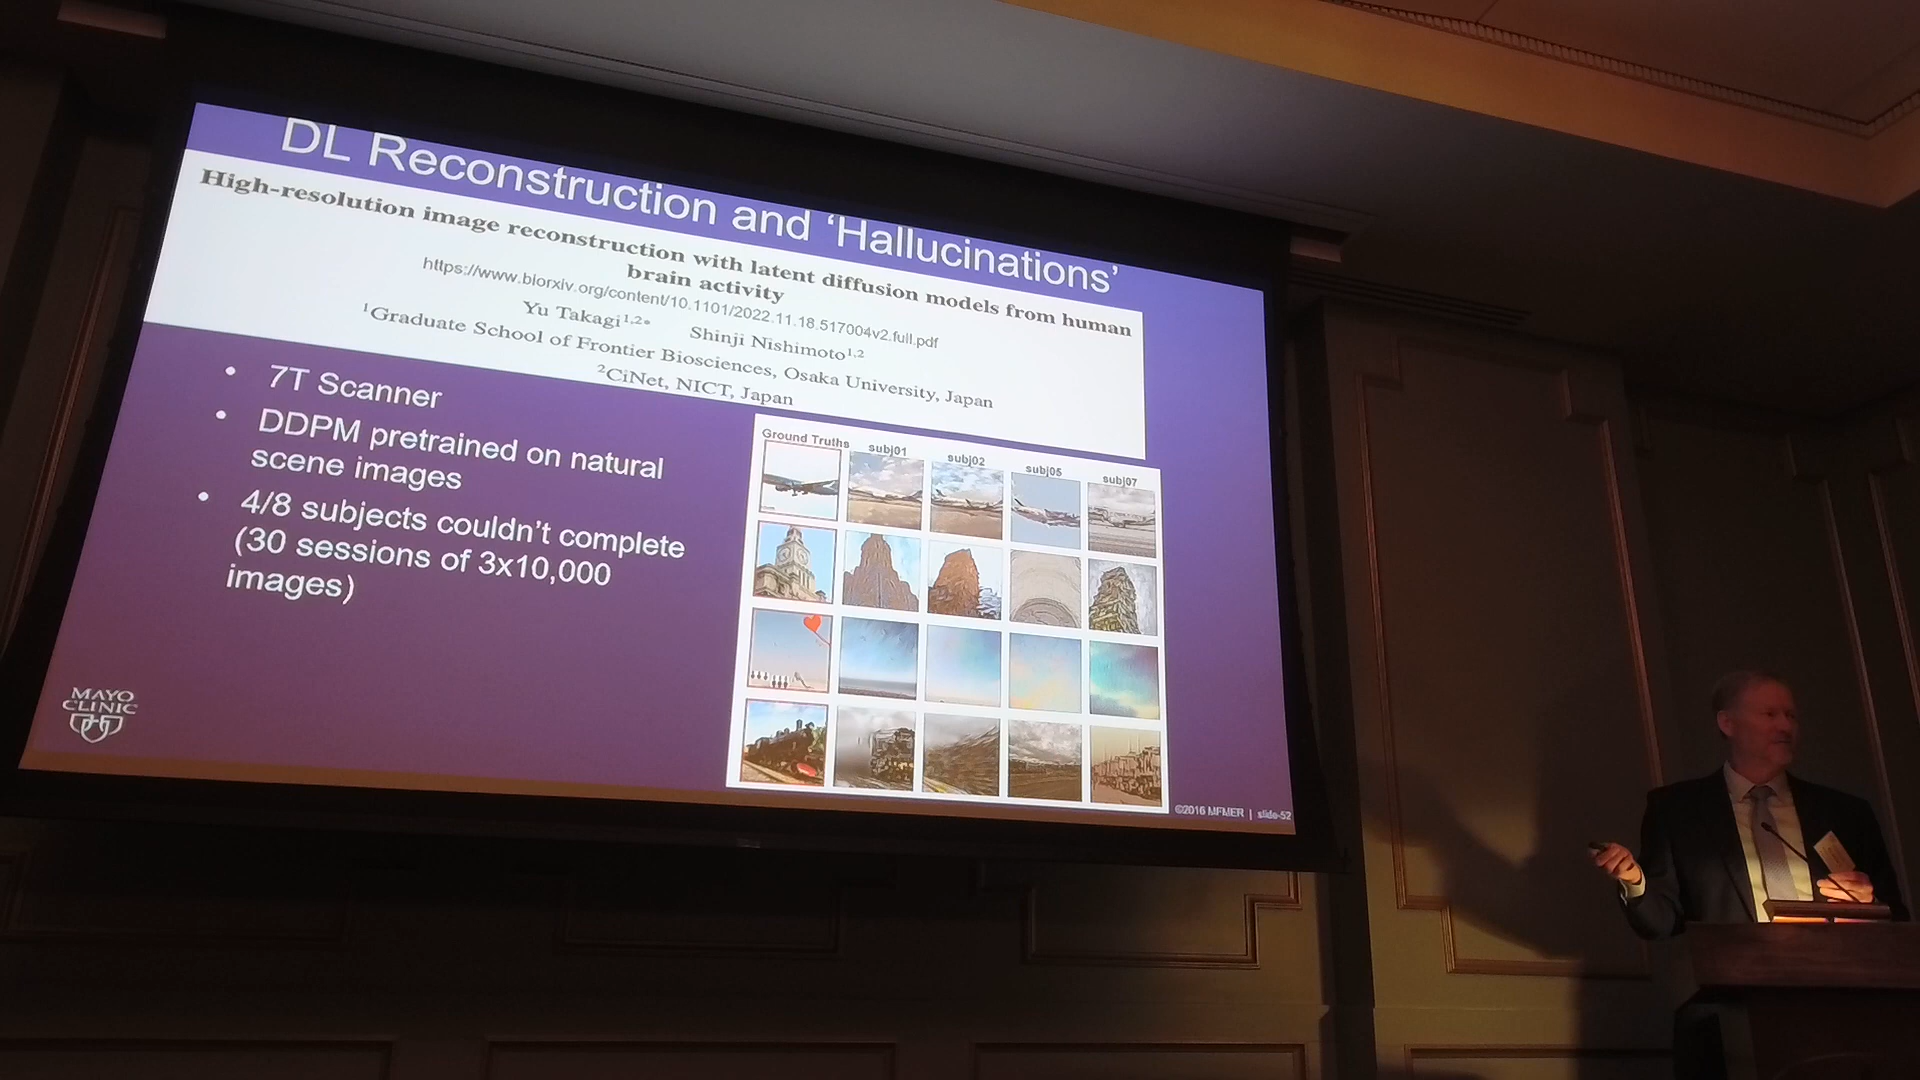 DL Reconstruction and ‘Hallucinations’
High-resolution image reconstruction with latent diffusion models from human
brain activity
https://www.biorxiv.org/content/10.1101/2022.11.18.517004v2.full.pdf
Yu Takagi1,2* Shinji Nishimoto1,2
1Graduate School of Frontier Biosciences, Osaka University, Japan
2CiNet, NICT, Japan
• 7T Scanner
• DDPM pretrained on natural
scene images
• 4/8 subjects couldn’t complete
(30 sessions of 3x10,000
images)
Ground Truths subj01 subj02 subj05 subj07
MAYO
CLINIC
©2016 MFMER | slide-52